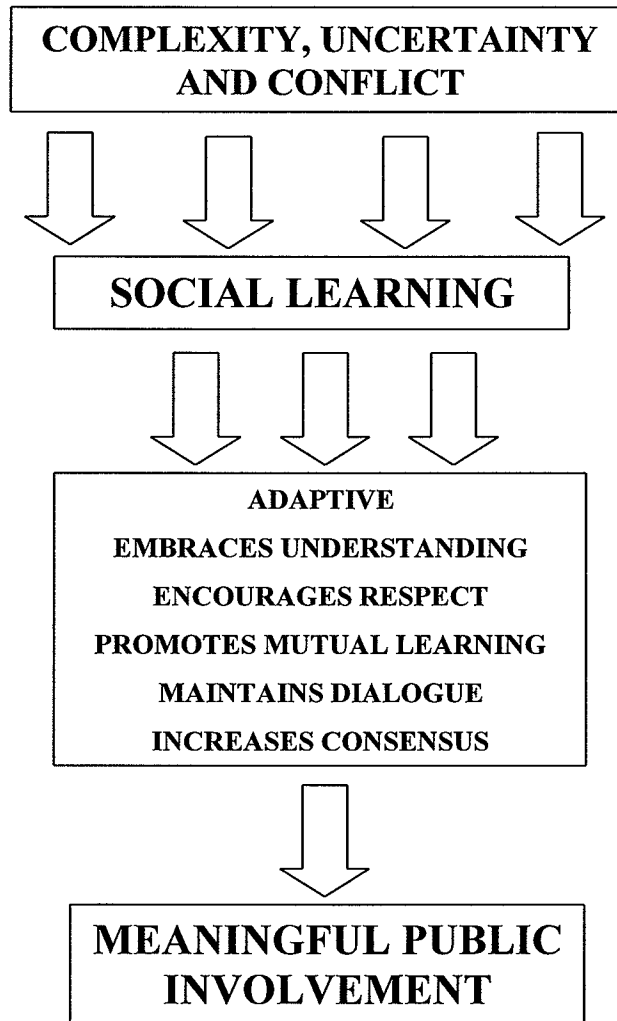 COMPLEXITY, UNCERTAINTY
AND CONFLICT
SOCIAL LEARNING
ADAPTIVE
EMBRACES UNDERSTANDING
ENCOURAGES RESPECT
PROMOTES MUTUAL LEARNING
MAINTAINS DIALOGUE
INCREASES CONSENSUS
MEANINGFUL PUBLIC
INVOLVEMENT